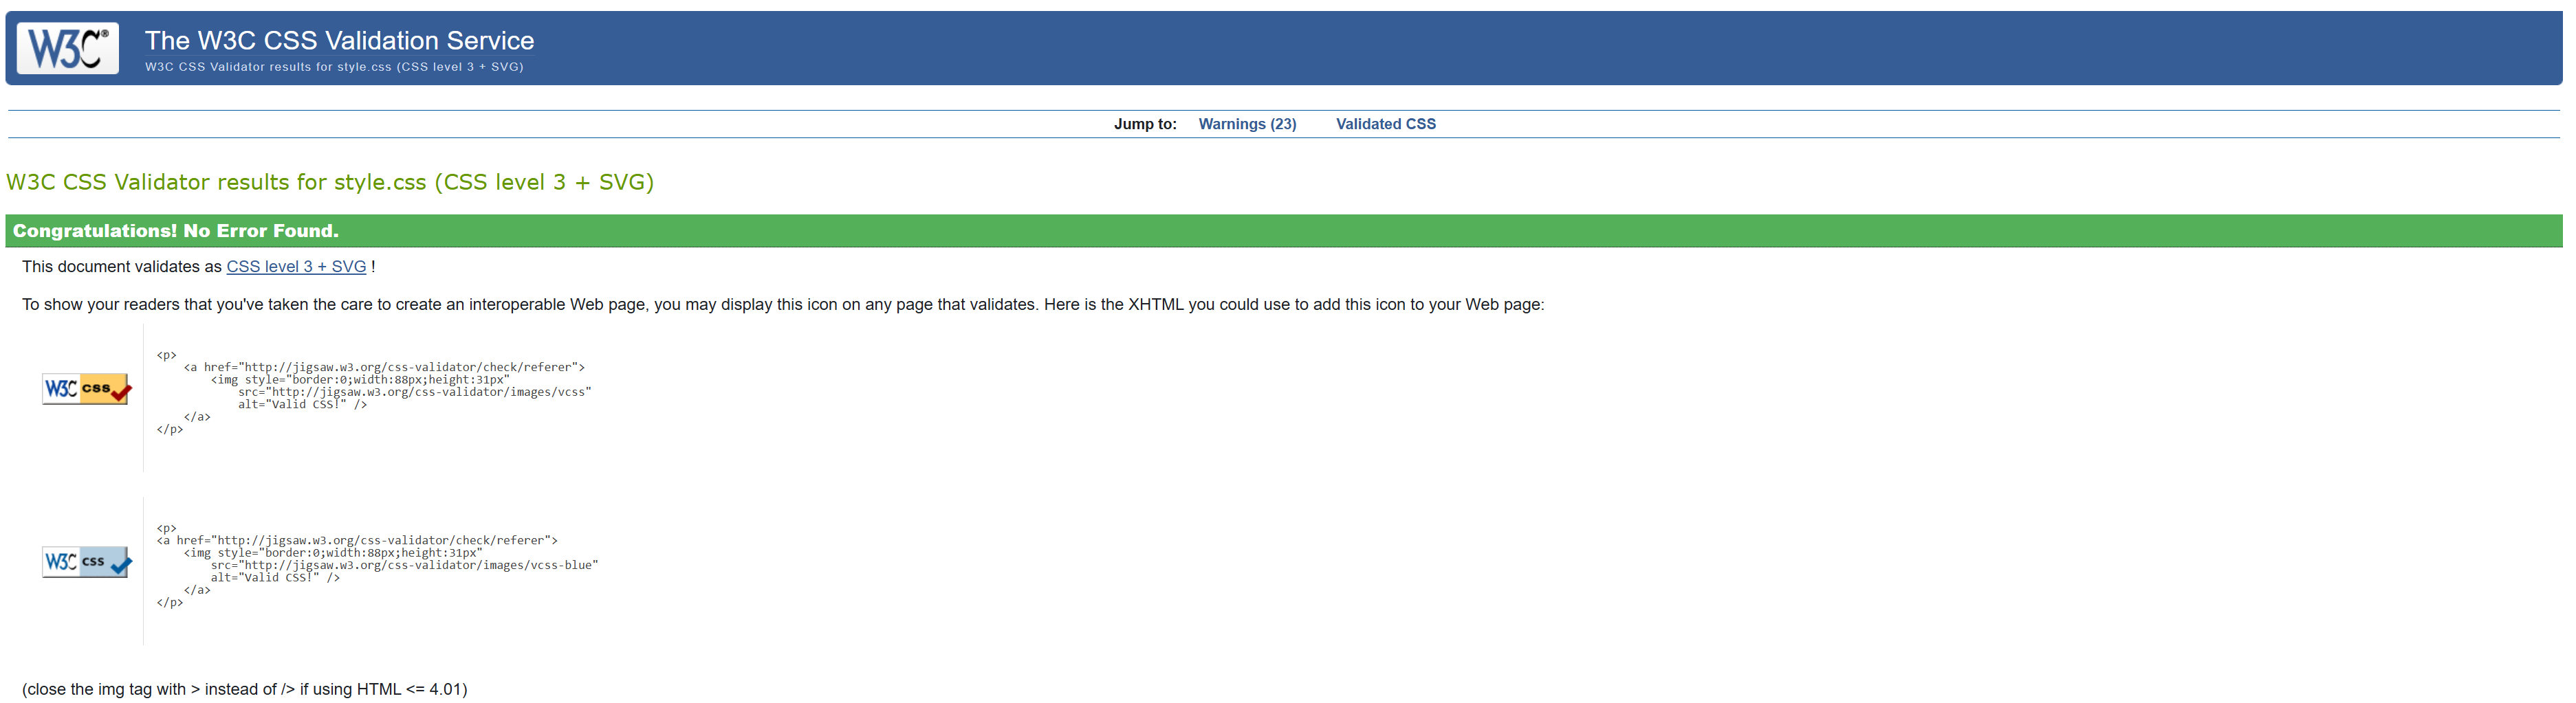 W3C®
The W3C CSS Validation Service
W3C CSS Validator results for style.css (CSS level 3 + SVG)
Jump to: Warnings (23) Validated CSS
W3C CSS Validator results for style.css (CSS level 3 + SVG)
Congratulations! No Error Found.
This document validates as CSS level 3 + SVG !
To show your readers that you've taken the care to create an interoperable Web page, you may display this icon on any page that validates. Here is the XHTML you could use to add this icon to your Web page:
W3C css
<p>
    <a href="http://jigsaw.w3.org/css-validator/check/referer">
        <img style="border:0;width:88px;height:31px"
            src="http://jigsaw.w3.org/css-validator/images/vcss"
            alt="Valid CSS!" />
    </a>
</p>
W3C css
<p>
<a href="http://jigsaw.w3.org/css-validator/check/referer">
    <img style="border:0;width:88px;height:31px"
        src="http://jigsaw.w3.org/css-validator/images/vcss-blue"
        alt="Valid CSS!" />
    </a>
</p>
(close the img tag with > instead of /> if using HTML <= 4.01)